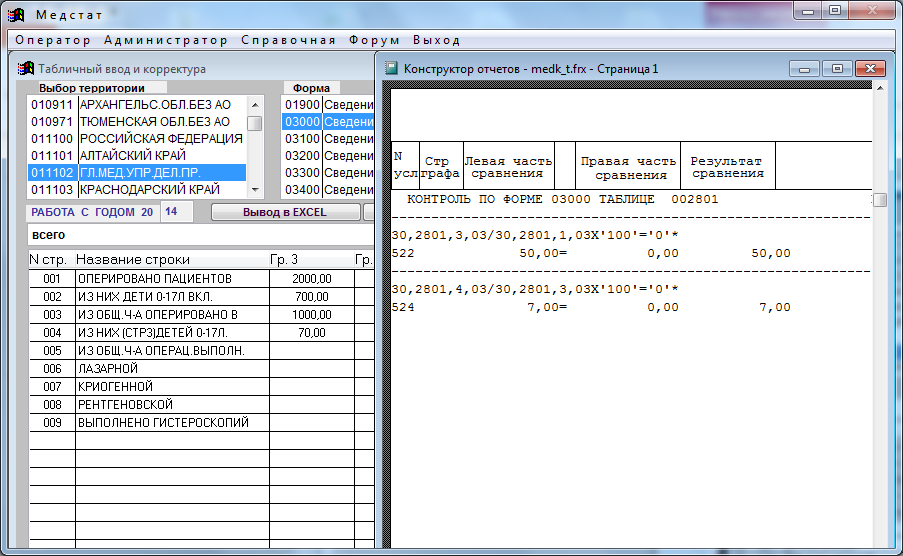 Медстат
Оператор Администратор Справочная Форум Выход
Табличный ввод и корректура
Выбор территории
Форма
010911 АРХАНГЕЛЬС.ОБЛ.БЕЗ АО
010971 ТЮМЕНСКАЯ ОБЛ.БЕЗ АО
011100 РОССИЙСКАЯ ФЕДЕРАЦИЯ
011101 АЛТАЙСКИЙ КРАЙ
011102 ГЛ.МЕД.УПР.ДЕЛ.ПР.
011103 КРАСНОДАРСКИЙ КРАЙ
01900 Сведени
03000 Сведени
03100 Сведени
03200 Сведени
03300 Сведени
03400 Сведени
РАБОТА С ГОДОМ 20 14
Вывод в EXCEL
всего
N стр. Название строки Гр. 3 Гр.
001 ОПЕРИРОВАНО ПАЦИЕНТОВ 2000,00
002 ИЗ НИХ ДЕТИ 0-17Л ВКЛ. 700,00
003 ИЗ ОБЩ.Ч-А ОПЕРИРОВАНО В 1000,00
004 ИЗ НИХ (СТР3)ДЕТЕЙ 0-17Л. 70,00
005 ИЗ ОБЩ.Ч-А ОПЕРАЦ.ВЫПОЛН.
006 ЛАЗАРНОЙ
007 КРИОГЕННОЙ
008 РЕНТГЕНОВСКОЙ
009 ВЫПОЛНЕНО ГИСТЕРОСКОПИЙ
Конструктор отчетов - medk_t.frx - Страница 1
N усл
Стр графа
Левая часть сравнения
Правая часть сравнения
Результат сравнения
КОНТРОЛЬ ПО ФОРМЕ 03000 ТАБЛИЦЕ 002801
30,2801,3,03/30,2801,1,03X'100'='0'*
522 50,00= 0,00 50,00
30,2801,4,03/30,2801,3,03X'100'='0'*
524 7,00= 0,00 7,00